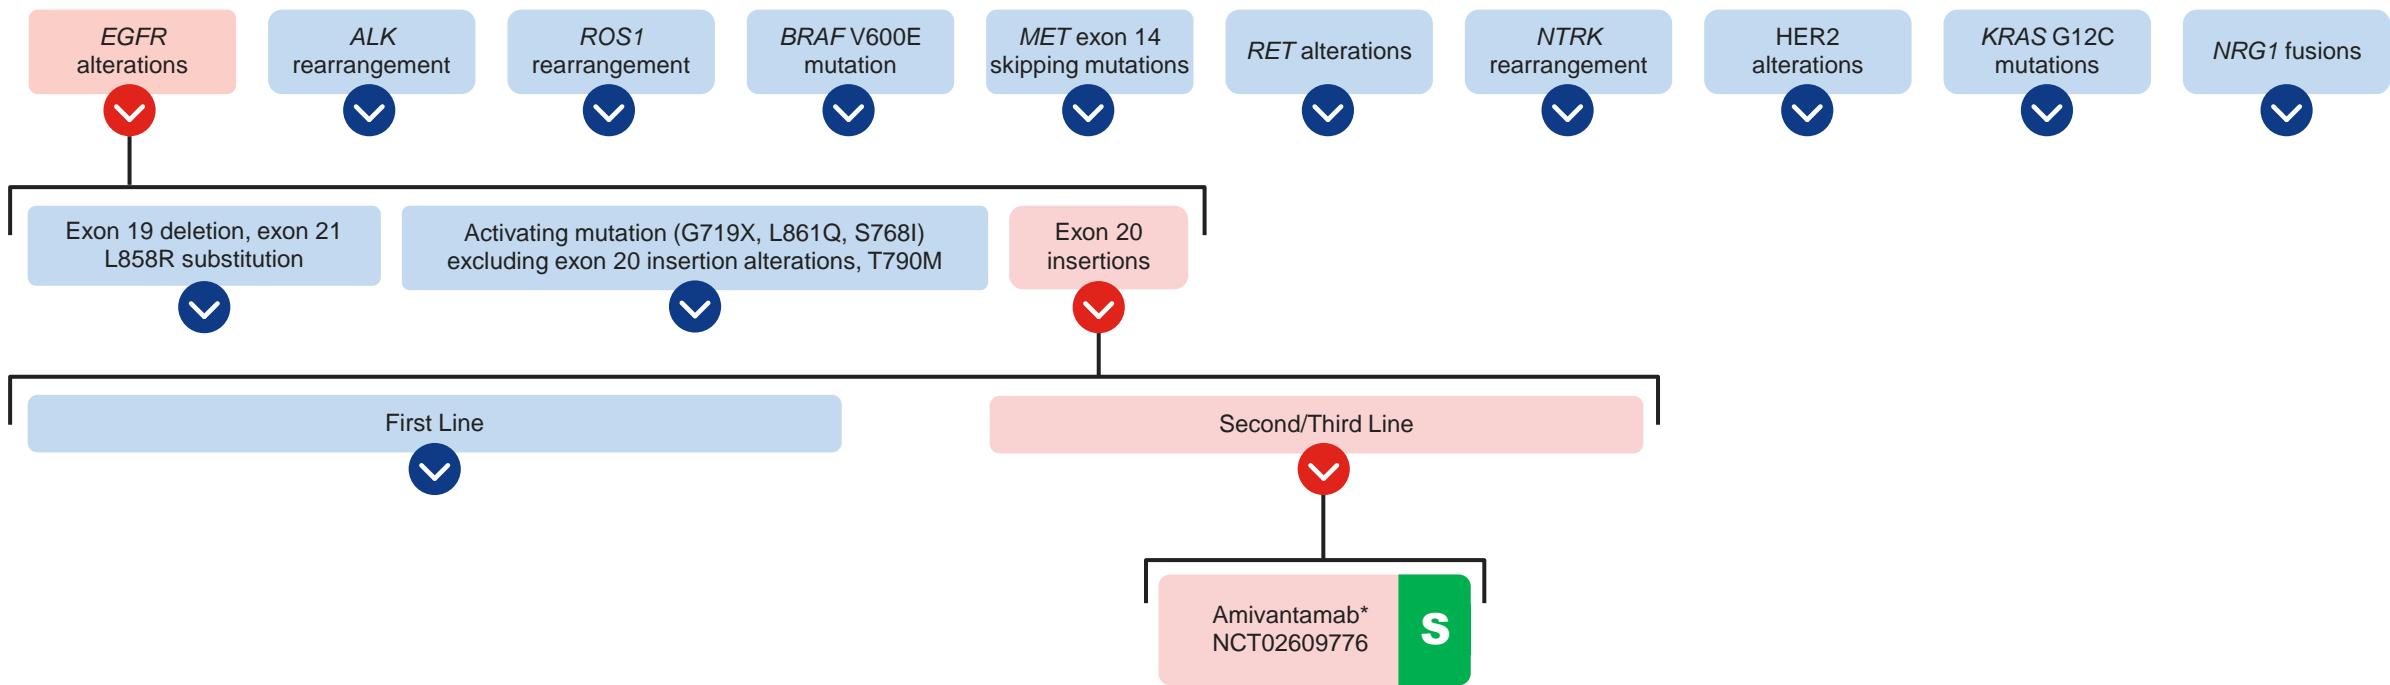 EGFR
alterations
ALK
rearrangement
ROS1
rearrangement
BRAF V600E
mutation
MET exon 14
skipping mutations
RET alterations
NTRK
rearrangement
HER2
alterations
KRAS G12C
mutations
NRG1 fusions
Exon 19 deletion, exon 21
L858R substitution
Activating mutation (G719X, L861Q, S768I)
excluding exon 20 insertion alterations, T790M
Exon 20
insertions
First Line
Second/Third Line
Amivantamab*
NCT02609776
S